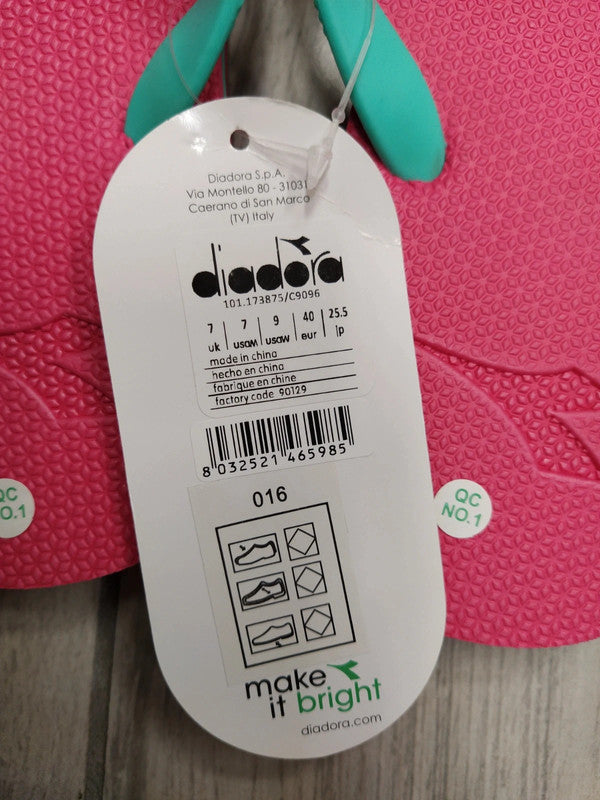 Diadora S.p.A.
Via Montello 80 - 31031
Caerano di San Marco
(TV) Italy
diadora
101.173875/C9096
7 | 7 | 9 | 40 | 25.5
uk | usam | usaw | eur | jp
made in china
hecho en china
fabrique en chine
factory code 90129
8 032521 465985
016
QC
NO.1
QC
NO.1
make
it bright
diadora.com